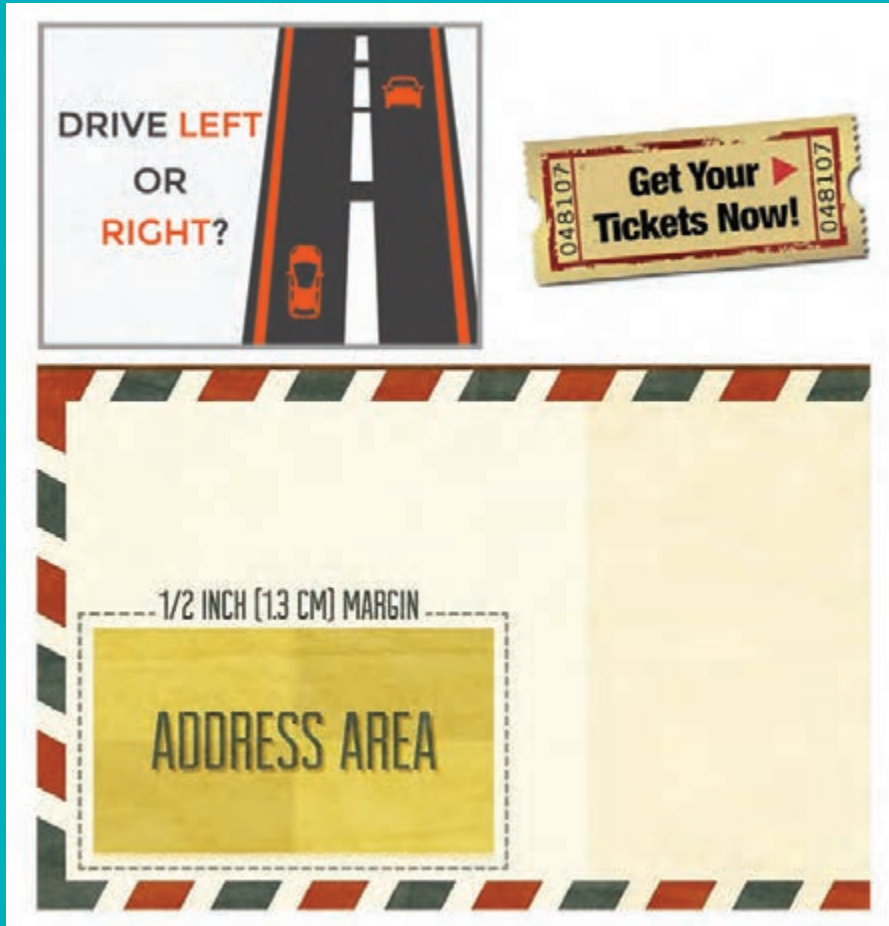 DRIVE LEFT
OR
RIGHT?
048107
Get Your
Tickets Now!
048107
1/2 INCH (1.3 CM) MARGIN
ADDRESS AREA